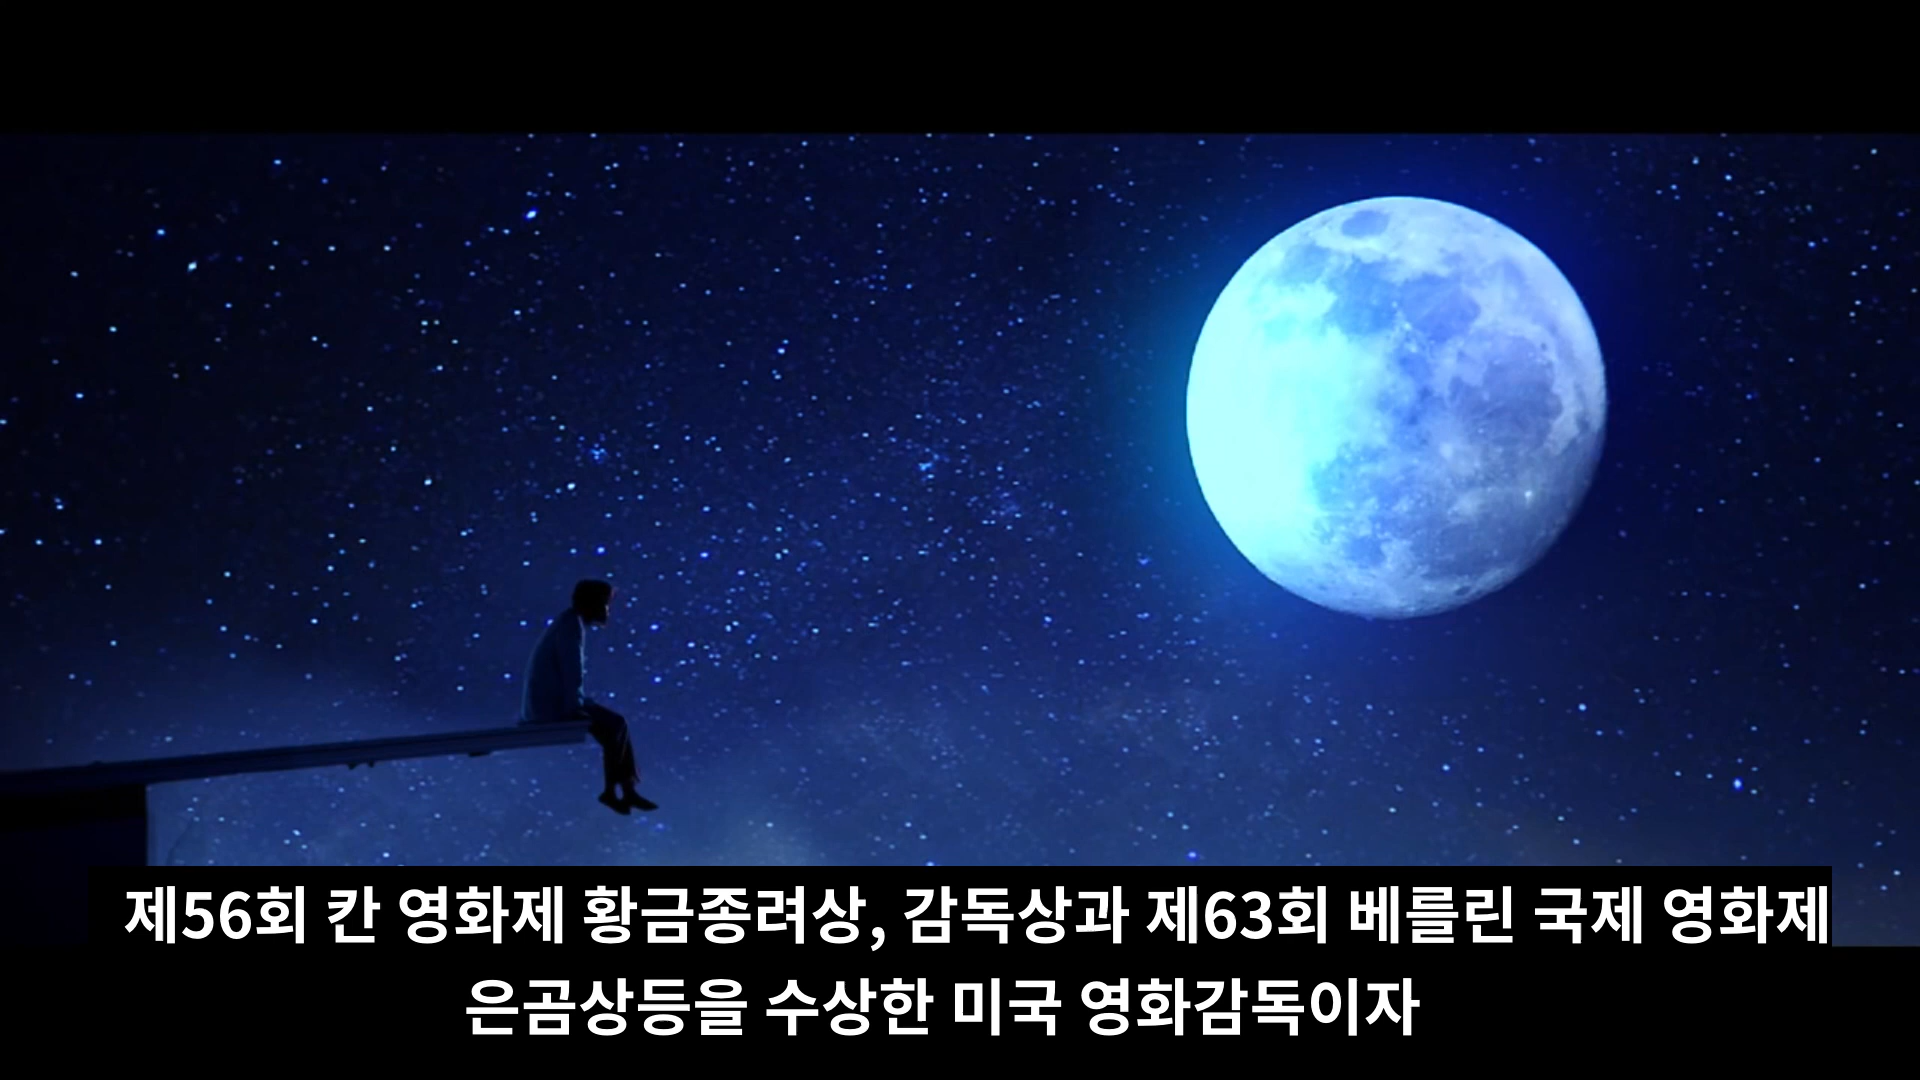 제56회 칸 영화제 황금종려상, 감독상과 제63회 베를린 국제 영화제
은곰상등을 수상한 미국 영화감독이자